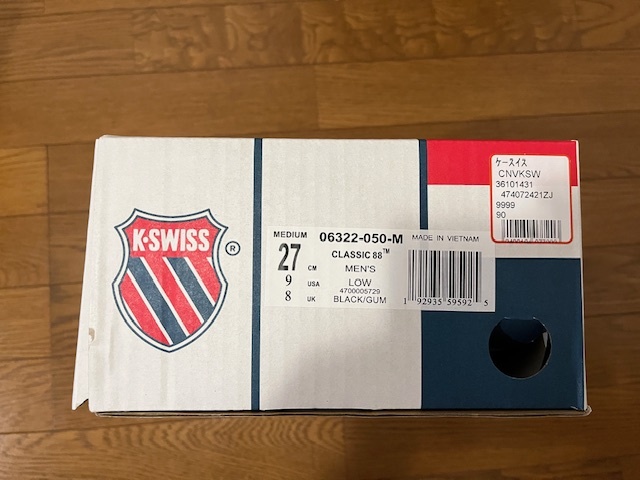 K·SWISS
®
MEDIUM
27 CM
9 USA
8 UK
06322-050-M
CLASSIC 88™
MEN'S
LOW
4700005729
BLACK/GUM
MADE IN VIETNAM
1 92935 59592 5
ケースイス
CNVKSW
36101431
474072421ZJ
9999
90